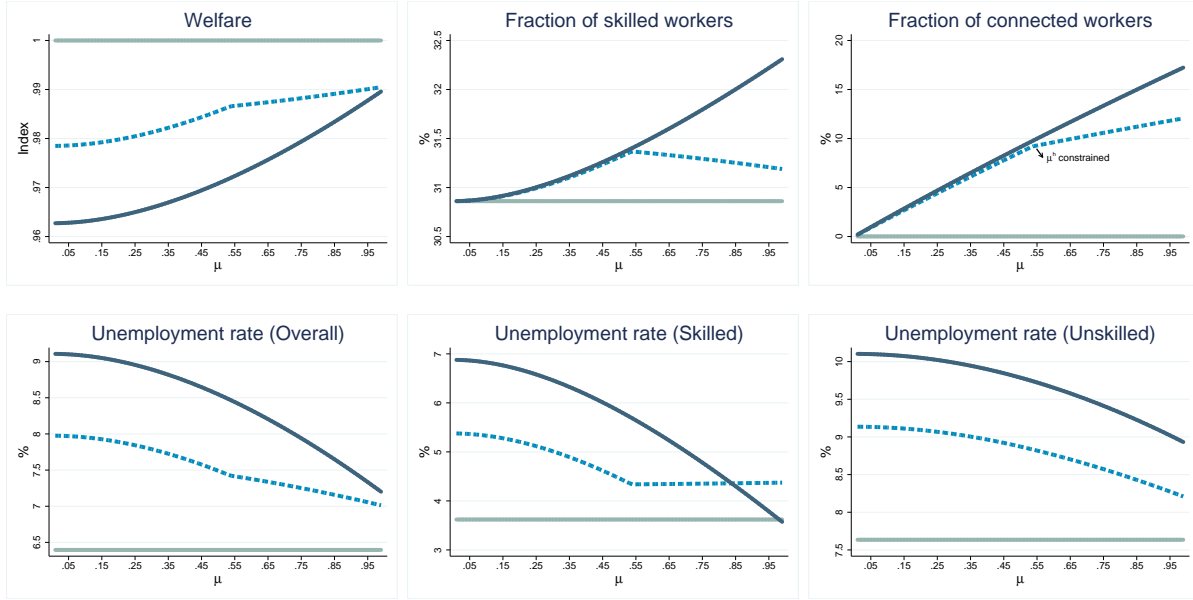 Welfare
Index
1
.99
.98
.97
.96
.05 .15 .25 .35 .45 .55 .65 .75 .85 .95
μ
Fraction of skilled workers
%
32.5
32
31.5
31
30.5
.05 .15 .25 .35 .45 .55 .65 .75 .85 .95
μ
Fraction of connected workers
%
20
15
10
5
0
μʰ constrained
.05 .15 .25 .35 .45 .55 .65 .75 .85 .95
μ
Unemployment rate (Overall)
%
9
8.5
8
7.5
7
6.5
.05 .15 .25 .35 .45 .55 .65 .75 .85 .95
μ
Unemployment rate (Skilled)
%
7
6
5
4
3
.05 .15 .25 .35 .45 .55 .65 .75 .85 .95
μ
Unemployment rate (Unskilled)
%
10
9.5
9
8.5
8
7.5
.05 .15 .25 .35 .45 .55 .65 .75 .85 .95
μ